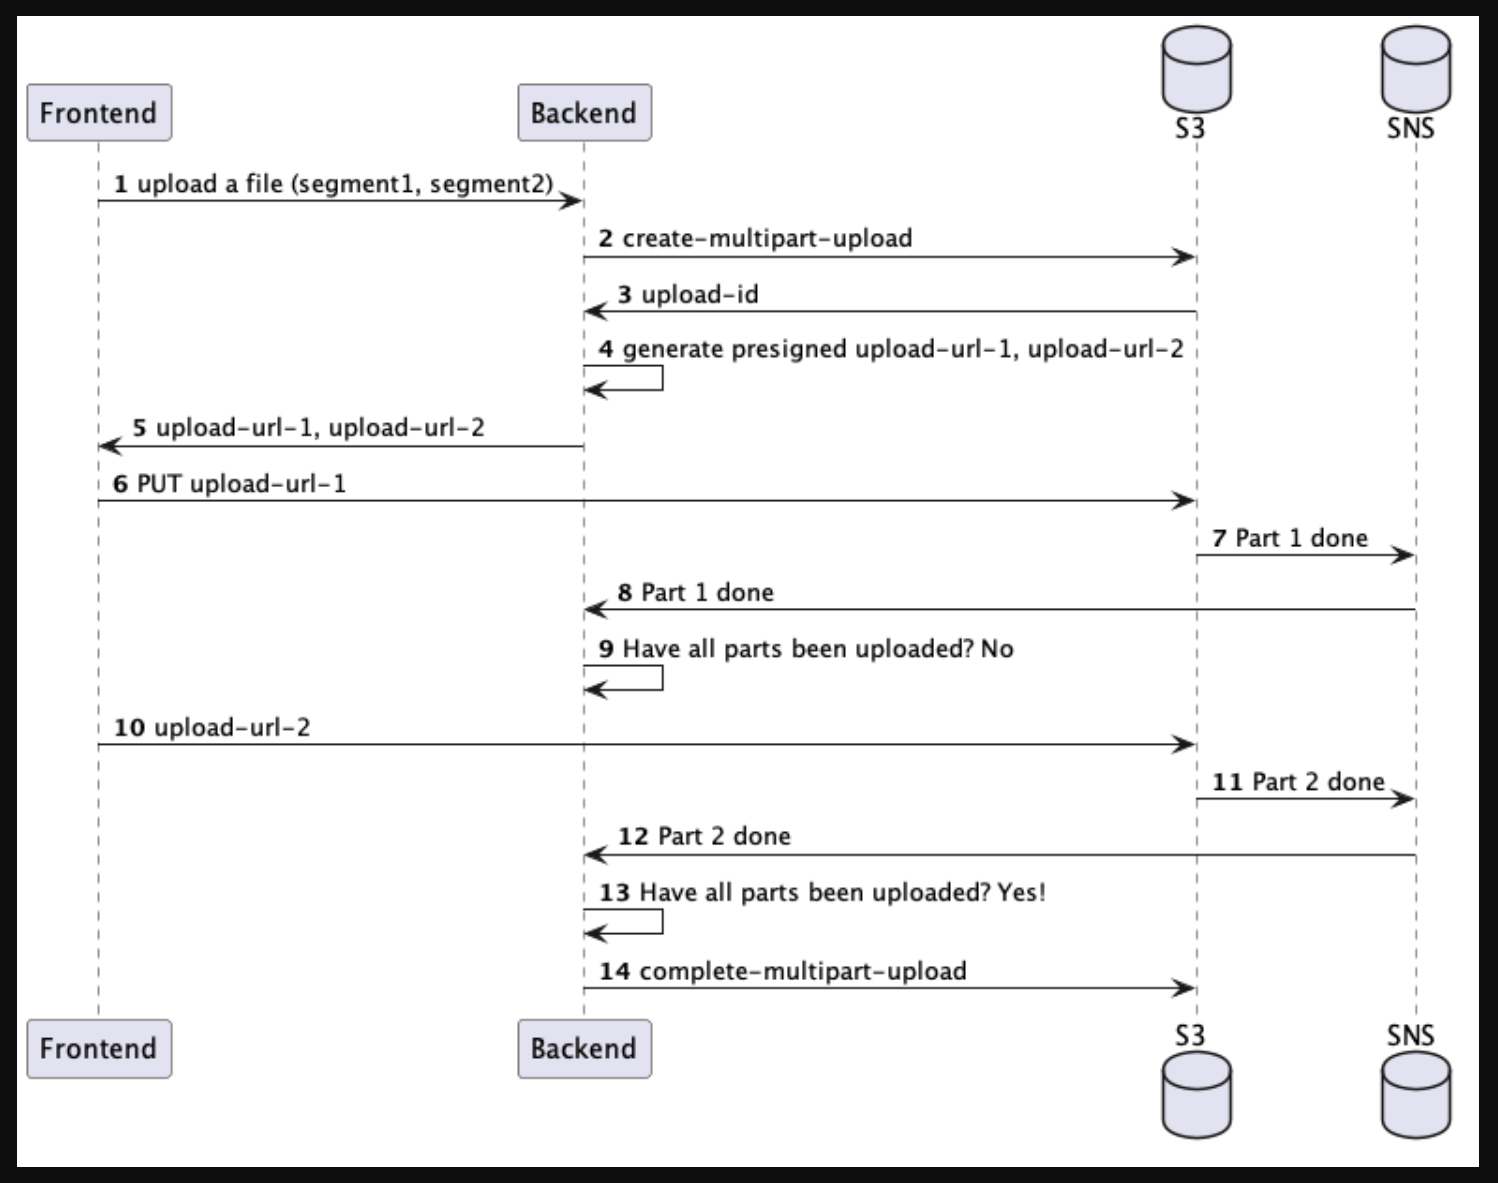 S3 SNS
Frontend Backend
1 upload a file (segment1, segment2)
2 create-multipart-upload
3 upload-id
4 generate presigned upload-url-1, upload-url-2
5 upload-url-1, upload-url-2
6 PUT upload-url-1
7 Part 1 done
8 Part 1 done
9 Have all parts been uploaded? No
10 upload-url-2
11 Part 2 done
12 Part 2 done
13 Have all parts been uploaded? Yes!
14 complete-multipart-upload
S3 SNS
Frontend Backend